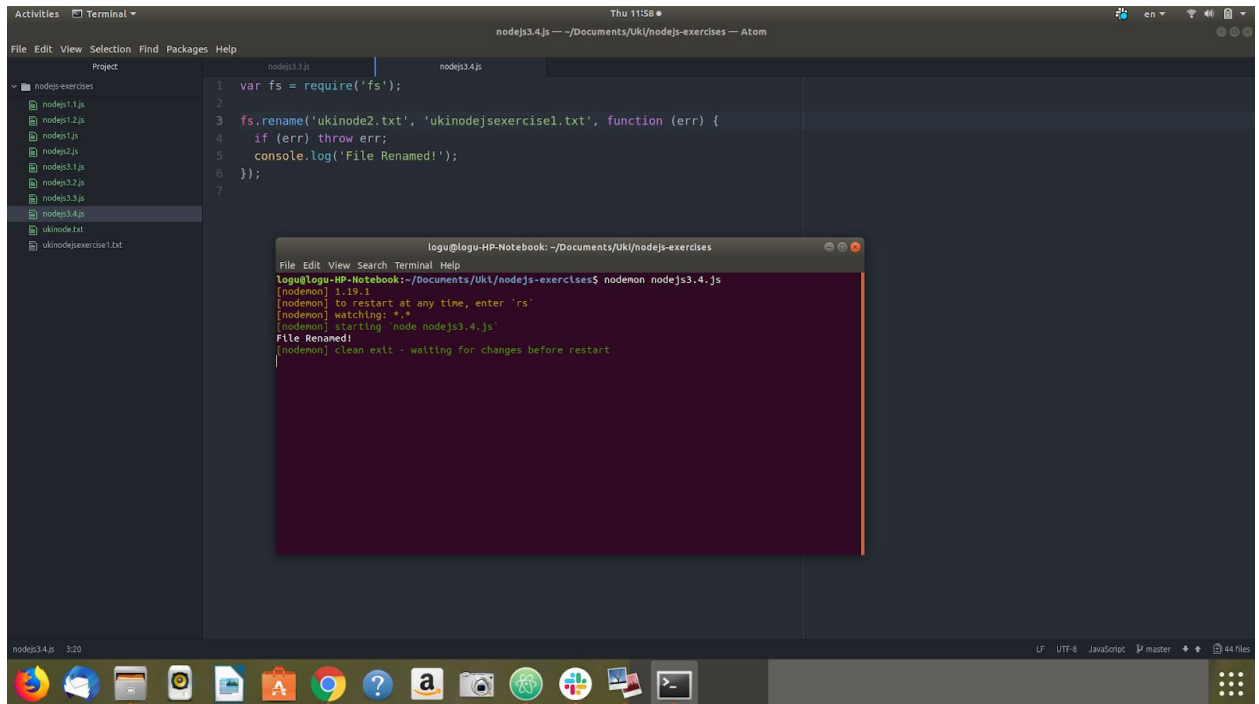 Activities Terminal Thu 11:58 en
nodejs3.4.js — ~/Documents/Uki/nodejs-exercises — Atom
File Edit View Selection Find Packages Help
Project nodejs3.3.js nodejs3.4.js
nodejs-exercises
nodejs1.1.js
nodejs1.2.js
nodejs1.js
nodejs2.js
nodejs3.1.js
nodejs3.2.js
nodejs3.3.js
nodejs3.4.js
ukinode.txt
ukinodejsexercise1.txt
1 var fs = require('fs');
2
3 fs.rename('ukinode2.txt', 'ukinodejsexercise1.txt', function (err) {
4 if (err) throw err;
5 console.log('File Renamed!');
6 });
7
logu@logu-HP-Notebook: ~/Documents/Uki/nodejs-exercises
File Edit View Search Terminal Help
logu@logu-HP-Notebook:~/Documents/Uki/nodejs-exercises$ nodemon nodejs3.4.js
[nodemon] 1.19.1
[nodemon] to restart at any time, enter `rs`
[nodemon] watching: *.*
[nodemon] starting `node nodejs3.4.js`
File Renamed!
[nodemon] clean exit - waiting for changes before restart
nodejs3.4.js 3:20 LF UTF-8 JavaScript master 44 files